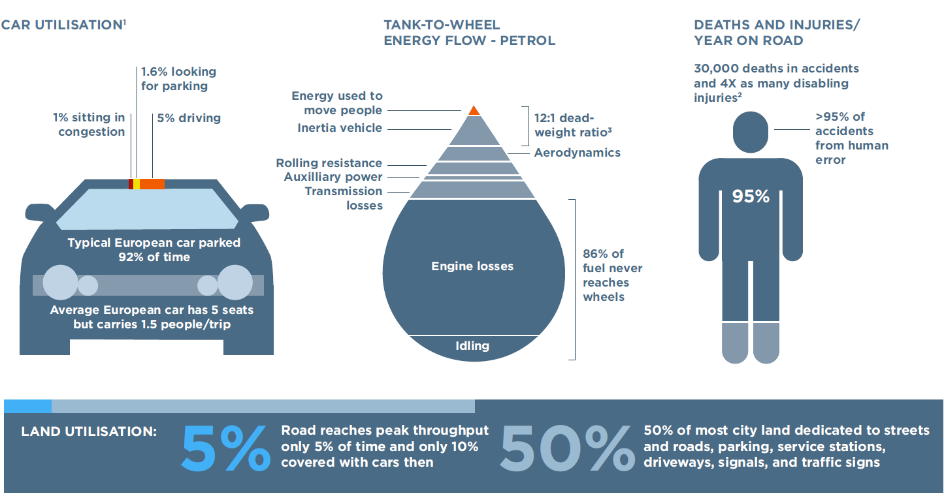 CAR UTILISATION¹
1.6% looking
for parking
1% sitting in
congestion
5% driving
Typical European car parked
92% of time
Average European car has 5 seats
but carries 1.5 people/trip
TANK-TO-WHEEL
ENERGY FLOW - PETROL
Energy used to
move people
Inertia vehicle
12:1 dead-
weight ratio³
Aerodynamics
Rolling resistance
Auxilliary power
Transmission
losses
Engine losses
86% of
fuel never
reaches
wheels
Idling
DEATHS AND INJURIES/
YEAR ON ROAD
30,000 deaths in accidents
and 4X as many disabling
injuries²
>95% of
accidents
from human
error
95%
LAND UTILISATION:
5%
Road reaches peak throughput
only 5% of time and only 10%
covered with cars then
50%
50% of most city land dedicated to streets
and roads, parking, service stations,
driveways, signals, and traffic signs